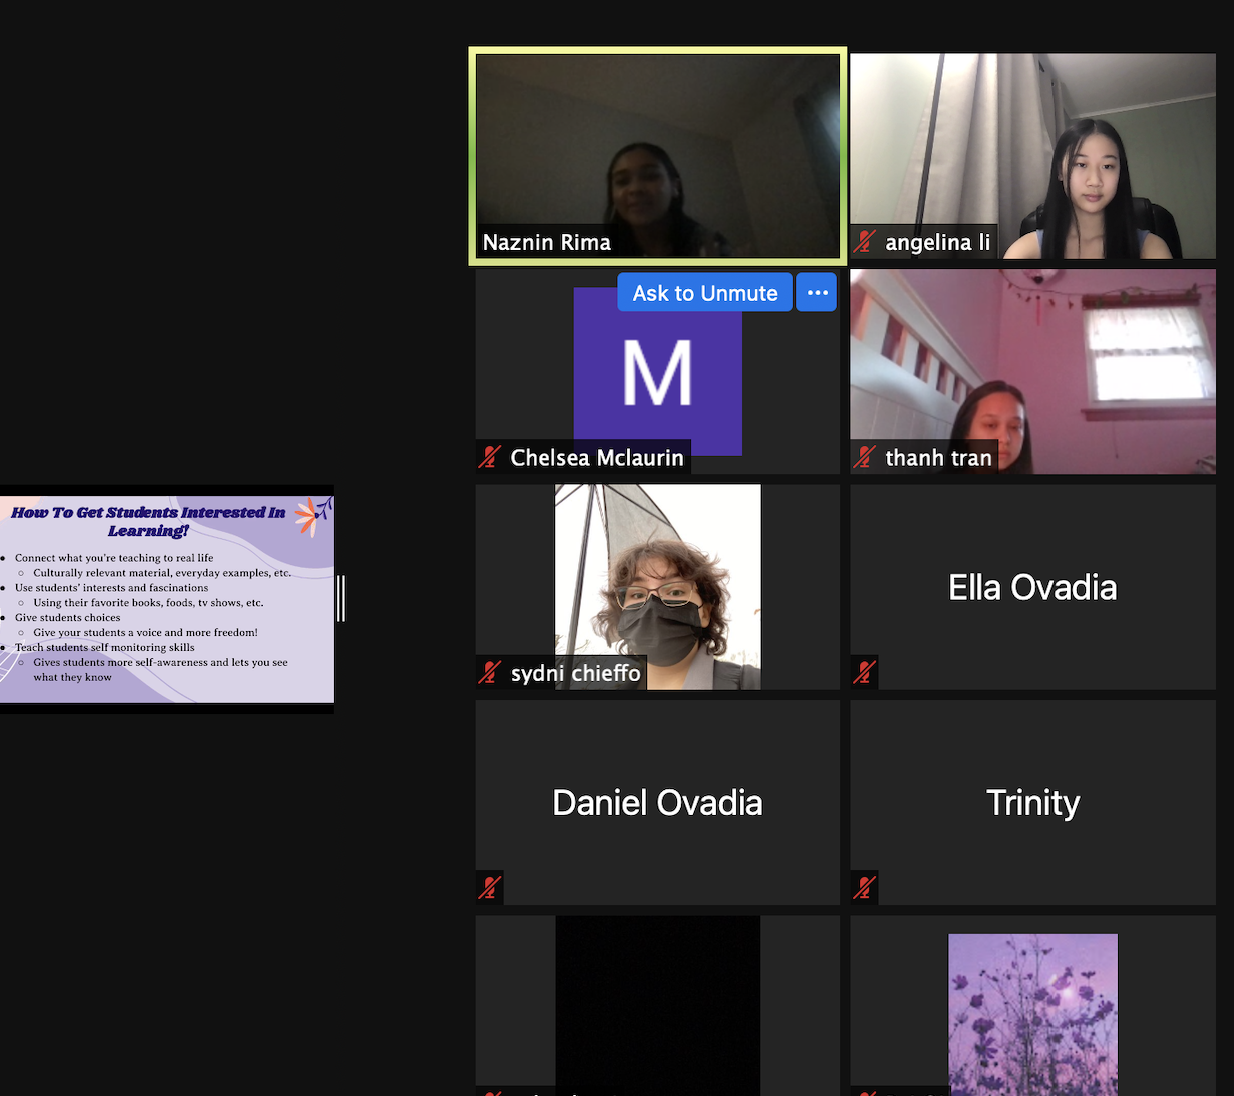 Naznin Rima
angelina li
Ask to Unmute
M
Chelsea Mclaurin
thanh tran
How To Get Students Interested In
Learning!
Connect what you're teaching to real life
Culturally relevant material, everyday examples, etc.
Use students' interests and fascinations
Using their favorite books, foods, tv shows, etc.
Give students choices
Give your students a voice and more freedom!
Teach students self monitoring skills
Gives students more self-awareness and lets you see
what they know
sydni chieffo
Ella Ovadia
Daniel Ovadia
Trinity